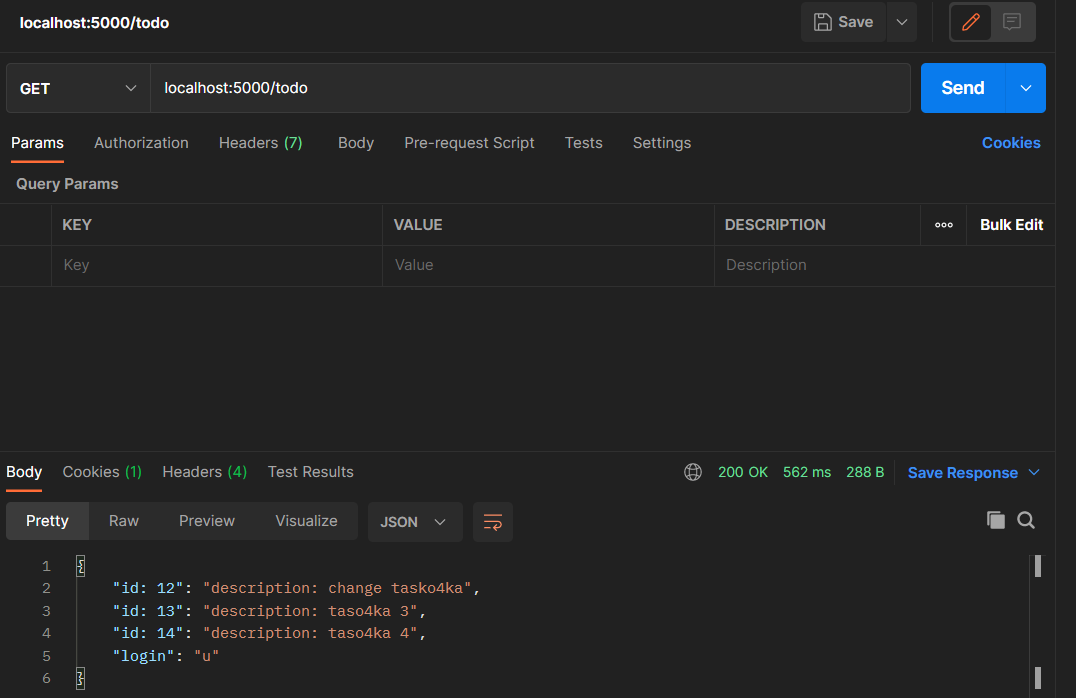 localhost:5000/todo
Save
GET
localhost:5000/todo
Send
Params Authorization Headers (7) Body Pre-request Script Tests Settings Cookies
Query Params
KEY VALUE DESCRIPTION ooo Bulk Edit
Key Value Description
Body Cookies (1) Headers (4) Test Results 200 OK 562 ms 288 B Save Response
Pretty Raw Preview Visualize JSON
1 {
2 "id: 12": "description: change tasko4ka",
3 "id: 13": "description: taso4ka 3",
4 "id: 14": "description: taso4ka 4",
5 "login": "u"
6 }